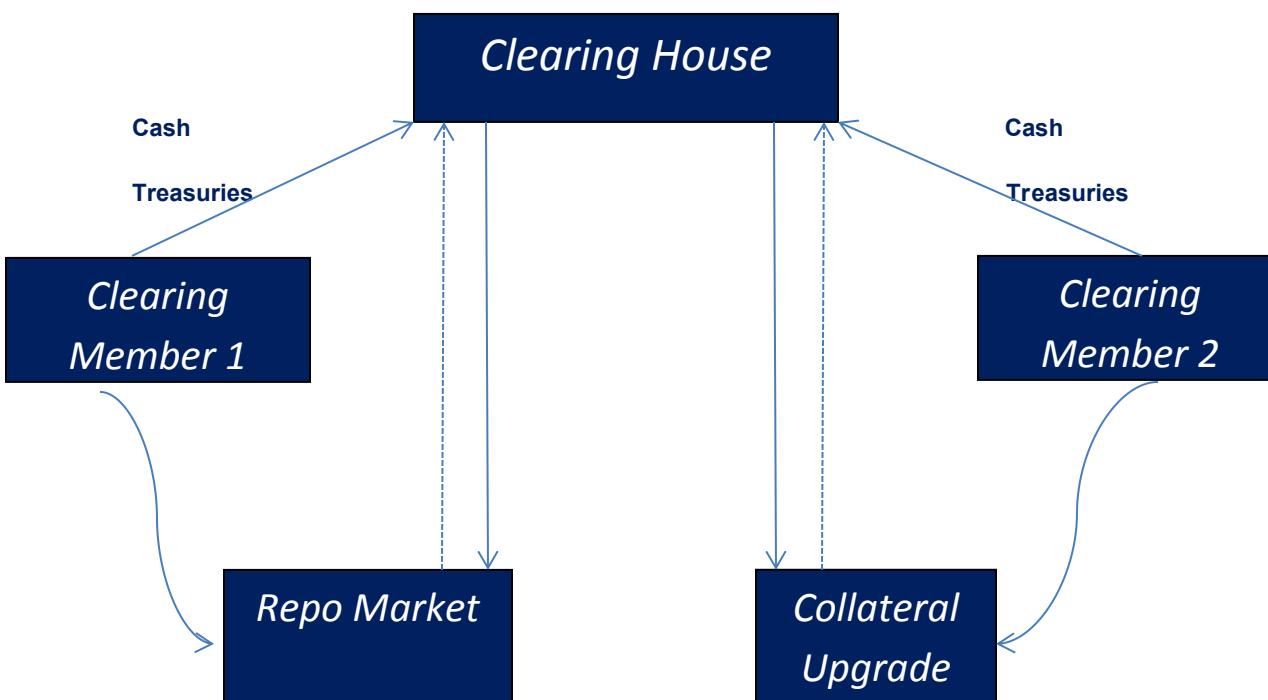 Clearing House
Cash
Cash
Treasuries
Treasuries
Clearing
Member 1
Clearing
Member 2
Repo Market
Collateral
Upgrade